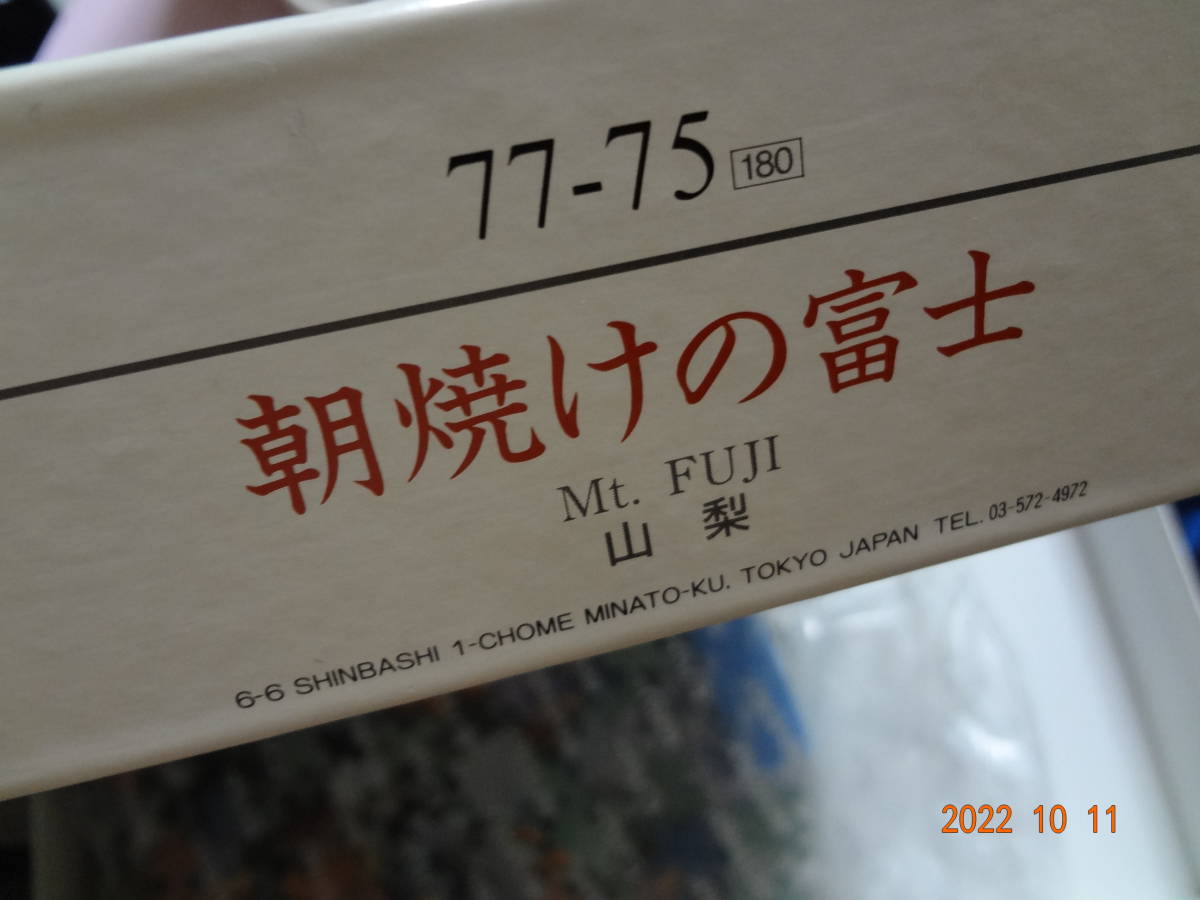 77-75 180
朝焼けの富士
Mt. FUJI
山 梨
6-6 SHINBASHI 1-CHOME MINATO-KU, TOKYO JAPAN TEL. 03-572-4972
2022 10 11